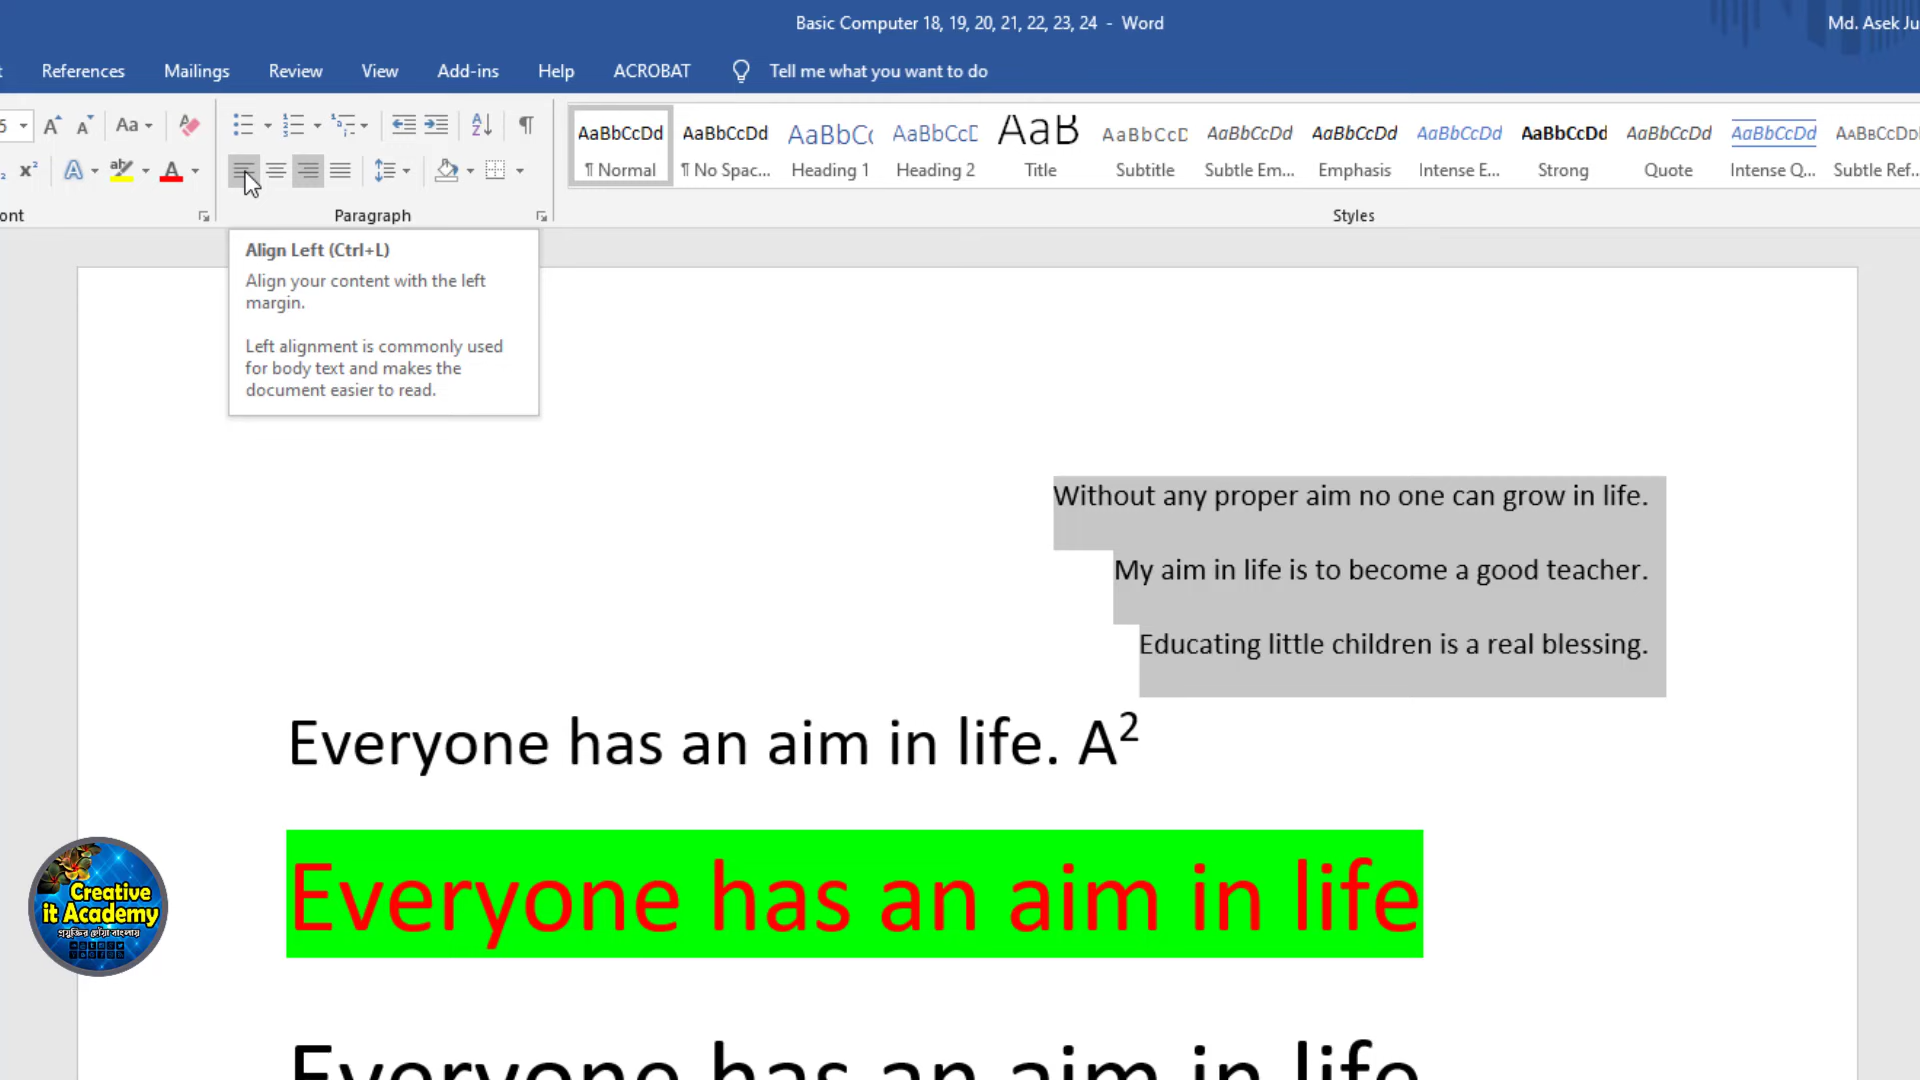 Basic Computer 18, 19, 20, 21, 22, 23, 24 - Word
Md. Asek Ju
References Mailings Review View Add-ins Help ACROBAT Tell me what you want to do
AaBbCcDd AaBbCcDd AaBbCc AaBbCcD AaB AaBbCcD AaBbCcDd AaBbCcDd AaBbCcDd AaBbCcDd AaBbCcDd AaBbCcDd AaBbCcDd
¶ Normal ¶ No Spac... Heading 1 Heading 2 Title Subtitle Subtle Em... Emphasis Intense E... Strong Quote Intense Q... Subtle Ref...
ont Paragraph Styles
Align Left (Ctrl+L)
Align your content with the left
margin.
Left alignment is commonly used
for body text and makes the
document easier to read.
Without any proper aim no one can grow in life.
My aim in life is to become a good teacher.
Educating little children is a real blessing.
Everyone has an aim in life. A²
Everyone has an aim in life
Everyone has an aim in life
Creative
it Academy
প্রযুক্তির ছোঁয়া বাংলায়